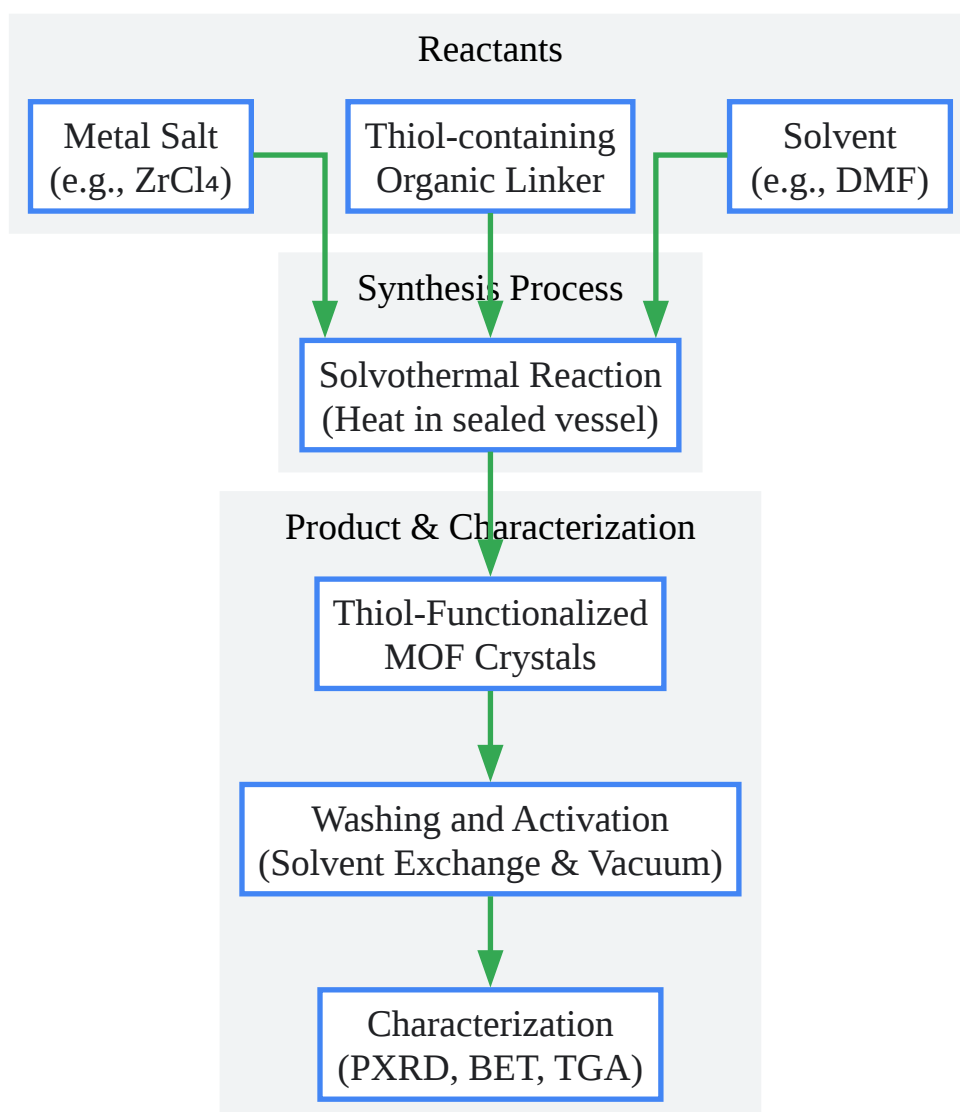 Reactants
Metal Salt
(e.g., ZrCl₄)
Thiol-containing
Organic Linker
Solvent
(e.g., DMF)
Synthesis Process
Solvothermal Reaction
(Heat in sealed vessel)
Product & Characterization
Thiol-Functionalized
MOF Crystals
Washing and Activation
(Solvent Exchange & Vacuum)
Characterization
(PXRD, BET, TGA)